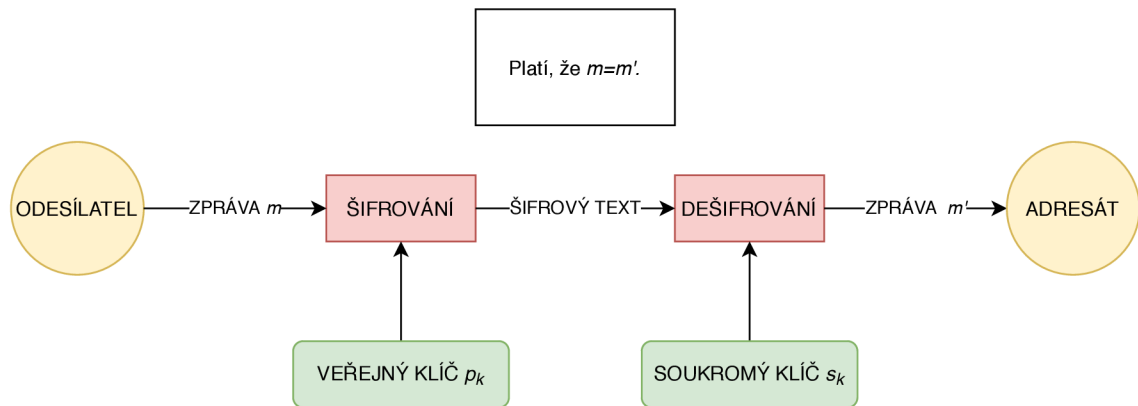 Platí, že m=m'.
ODESÍLATEL
ZPRÁVA m
ŠIFROVÁNÍ
ŠIFROVÝ TEXT
DEŠIFROVÁNÍ
ZPRÁVA m'
ADRESÁT
VEŘEJNÝ KLÍČ pk
SOUKROMÝ KLÍČ sk